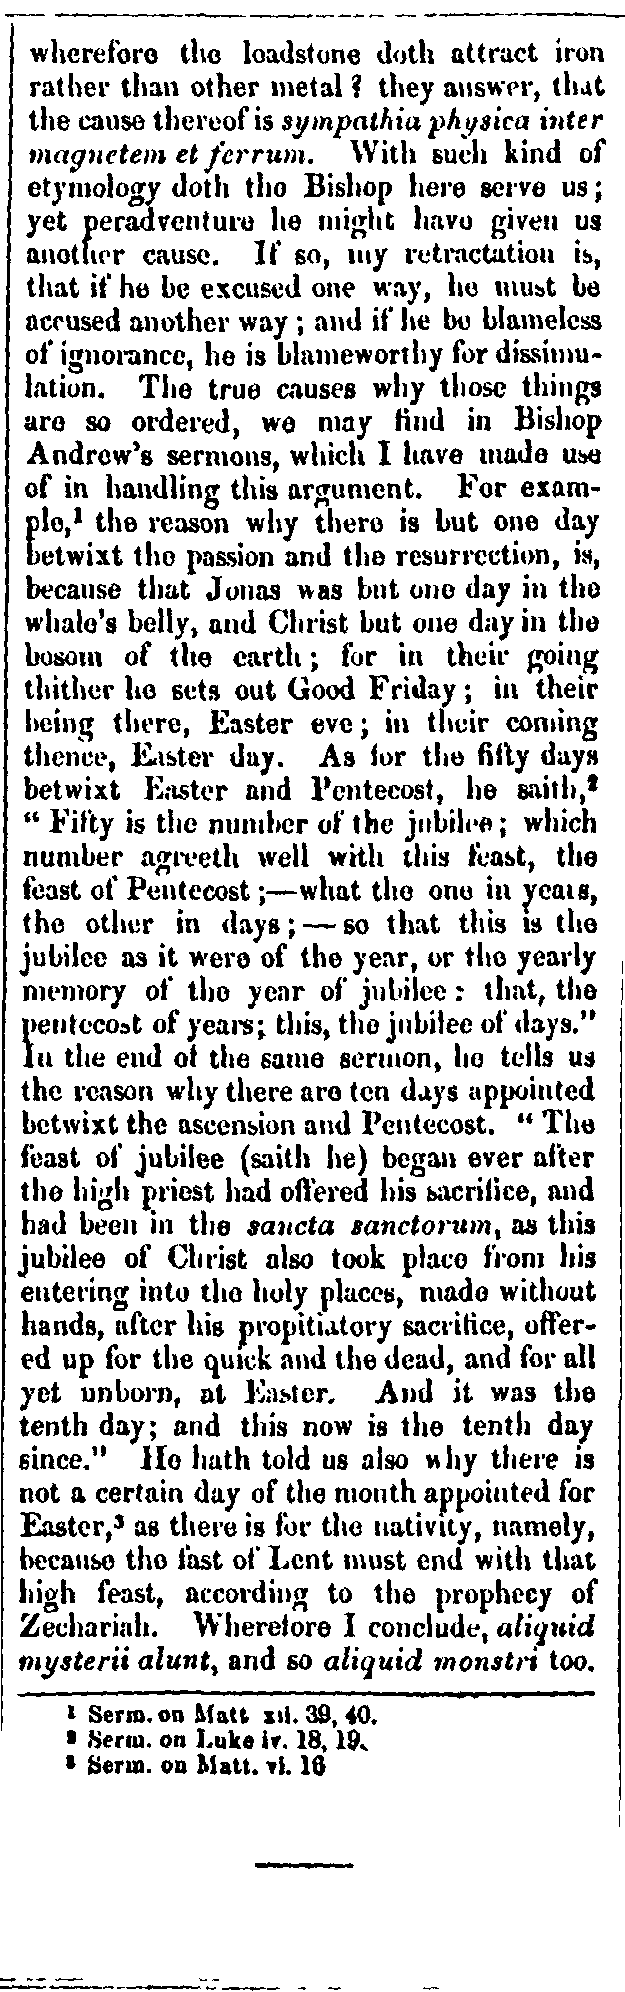 wherefore the loadstone doth attract iron
rather than other metal? they answer, that
the cause thereof is sympathia physica inter
magnetem et ferrum. With such kind of
etymology doth the Bishop here serve us;
yet peradventure he might have given us
another cause. If so, my retractation is,
that if he be excused one way, he must be
accused another way; and if he be blameless
of ignorance, he is blameworthy for dissimu-
lation. The true causes why those things
are so ordered, we may find in Bishop
Andrew's sermons, which I have made use
of in handling this argument. For exam-
ple,¹ the reason why there is but one day
betwixt the passion and the resurrection, is,
because that Jonas was but one day in the
whale's belly, and Christ but one day in the
bosom of the earth; for in their going
thither he sets out Good Friday; in their
being there, Easter eve; in their coming
thence, Easter day. As for the fifty days
betwixt Easter and Pentecost, he saith,²
“ Fifty is the number of the jubilee; which
number agreeth well with this feast, the
feast of Pentecost;—what the one in years,
the other in days;—so that this is the
jubilee as it were of the year, or the yearly
memory of the year of jubilee: that, the
pentecost of years; this, the jubilee of days.”
In the end of the same sermon, he tells us
the reason why there are ten days appointed
betwixt the ascension and Pentecost. “ The
feast of jubilee (saith he) began ever after
the high priest had offered his sacrifice, and
had been in the sancta sanctorum, as this
jubilee of Christ also took place from his
entering into the holy places, made without
hands, after his propitiatory sacrifice, offer-
ed up for the quick and the dead, and for all
yet unborn, at Easter. And it was the
tenth day; and this now is the tenth day
since.” He hath told us also why there is
not a certain day of the month appointed for
Easter,³ as there is for the nativity, namely,
because the fast of Lent must end with that
high feast, according to the prophecy of
Zechariah. Wherefore I conclude, aliquid
mysterii alunt, and so aliquid monstri too.
¹ Serm. on Matt xii. 39, 40.
² Serm. on Luke iv. 18, 19.
³ Serm. on Matt. vi. 16